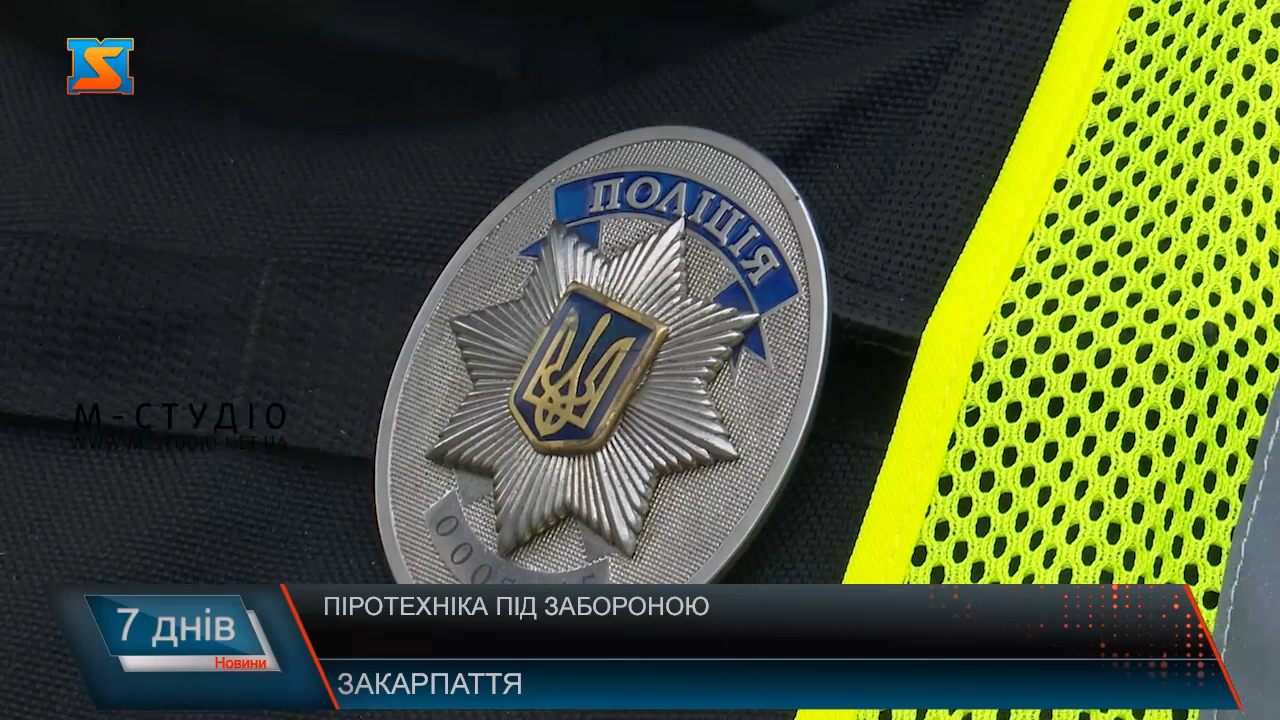 ПОЛІЦІЯ
М-СТУДІО
ПІРОТЕХНІКА ПІД ЗАБОРОНОЮ
7 днів
Новини
ЗАКАРПАТТЯ